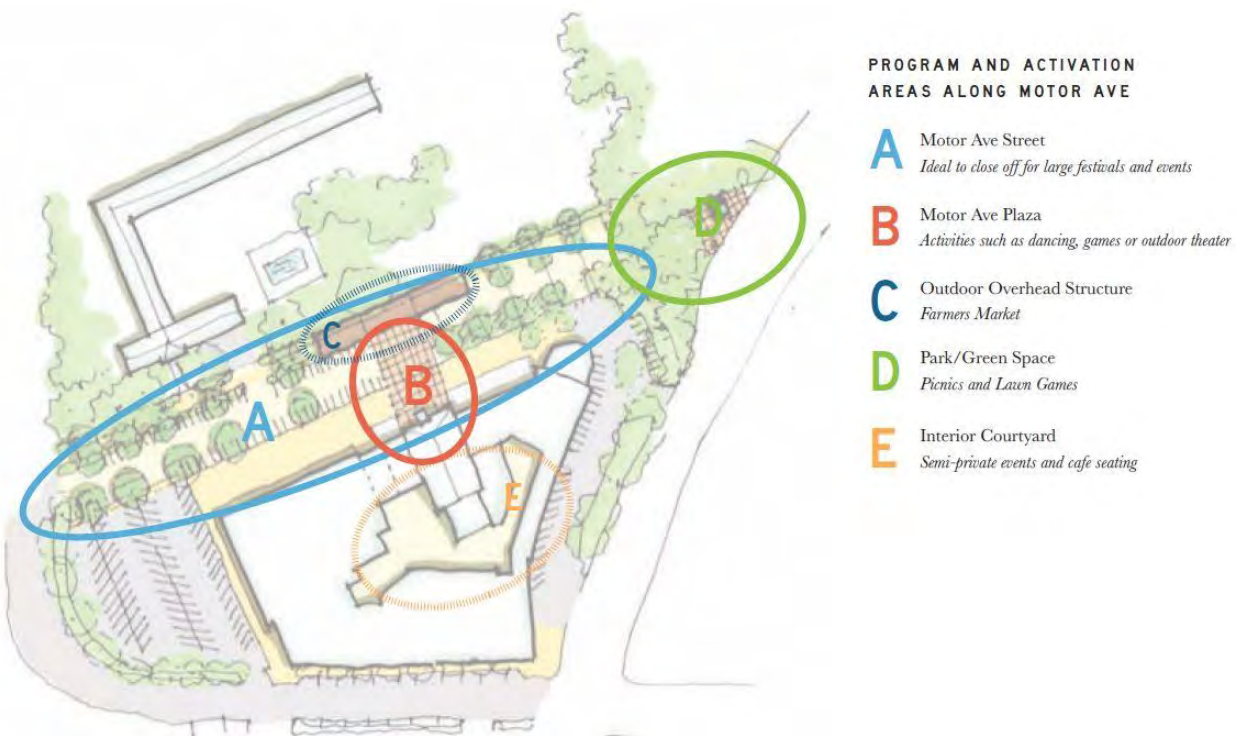 PROGRAM AND ACTIVATION
AREAS ALONG MOTOR AVE
A
Motor Ave Street
Ideal to close off for large festivals and events
B
Motor Ave Plaza
Activities such as dancing, games or outdoor theater
C
Outdoor Overhead Structure
Farmers Market
D
Park/Green Space
Picnics and Lawn Games
E
Interior Courtyard
Semi-private events and cafe seating
D
C
B
A
E